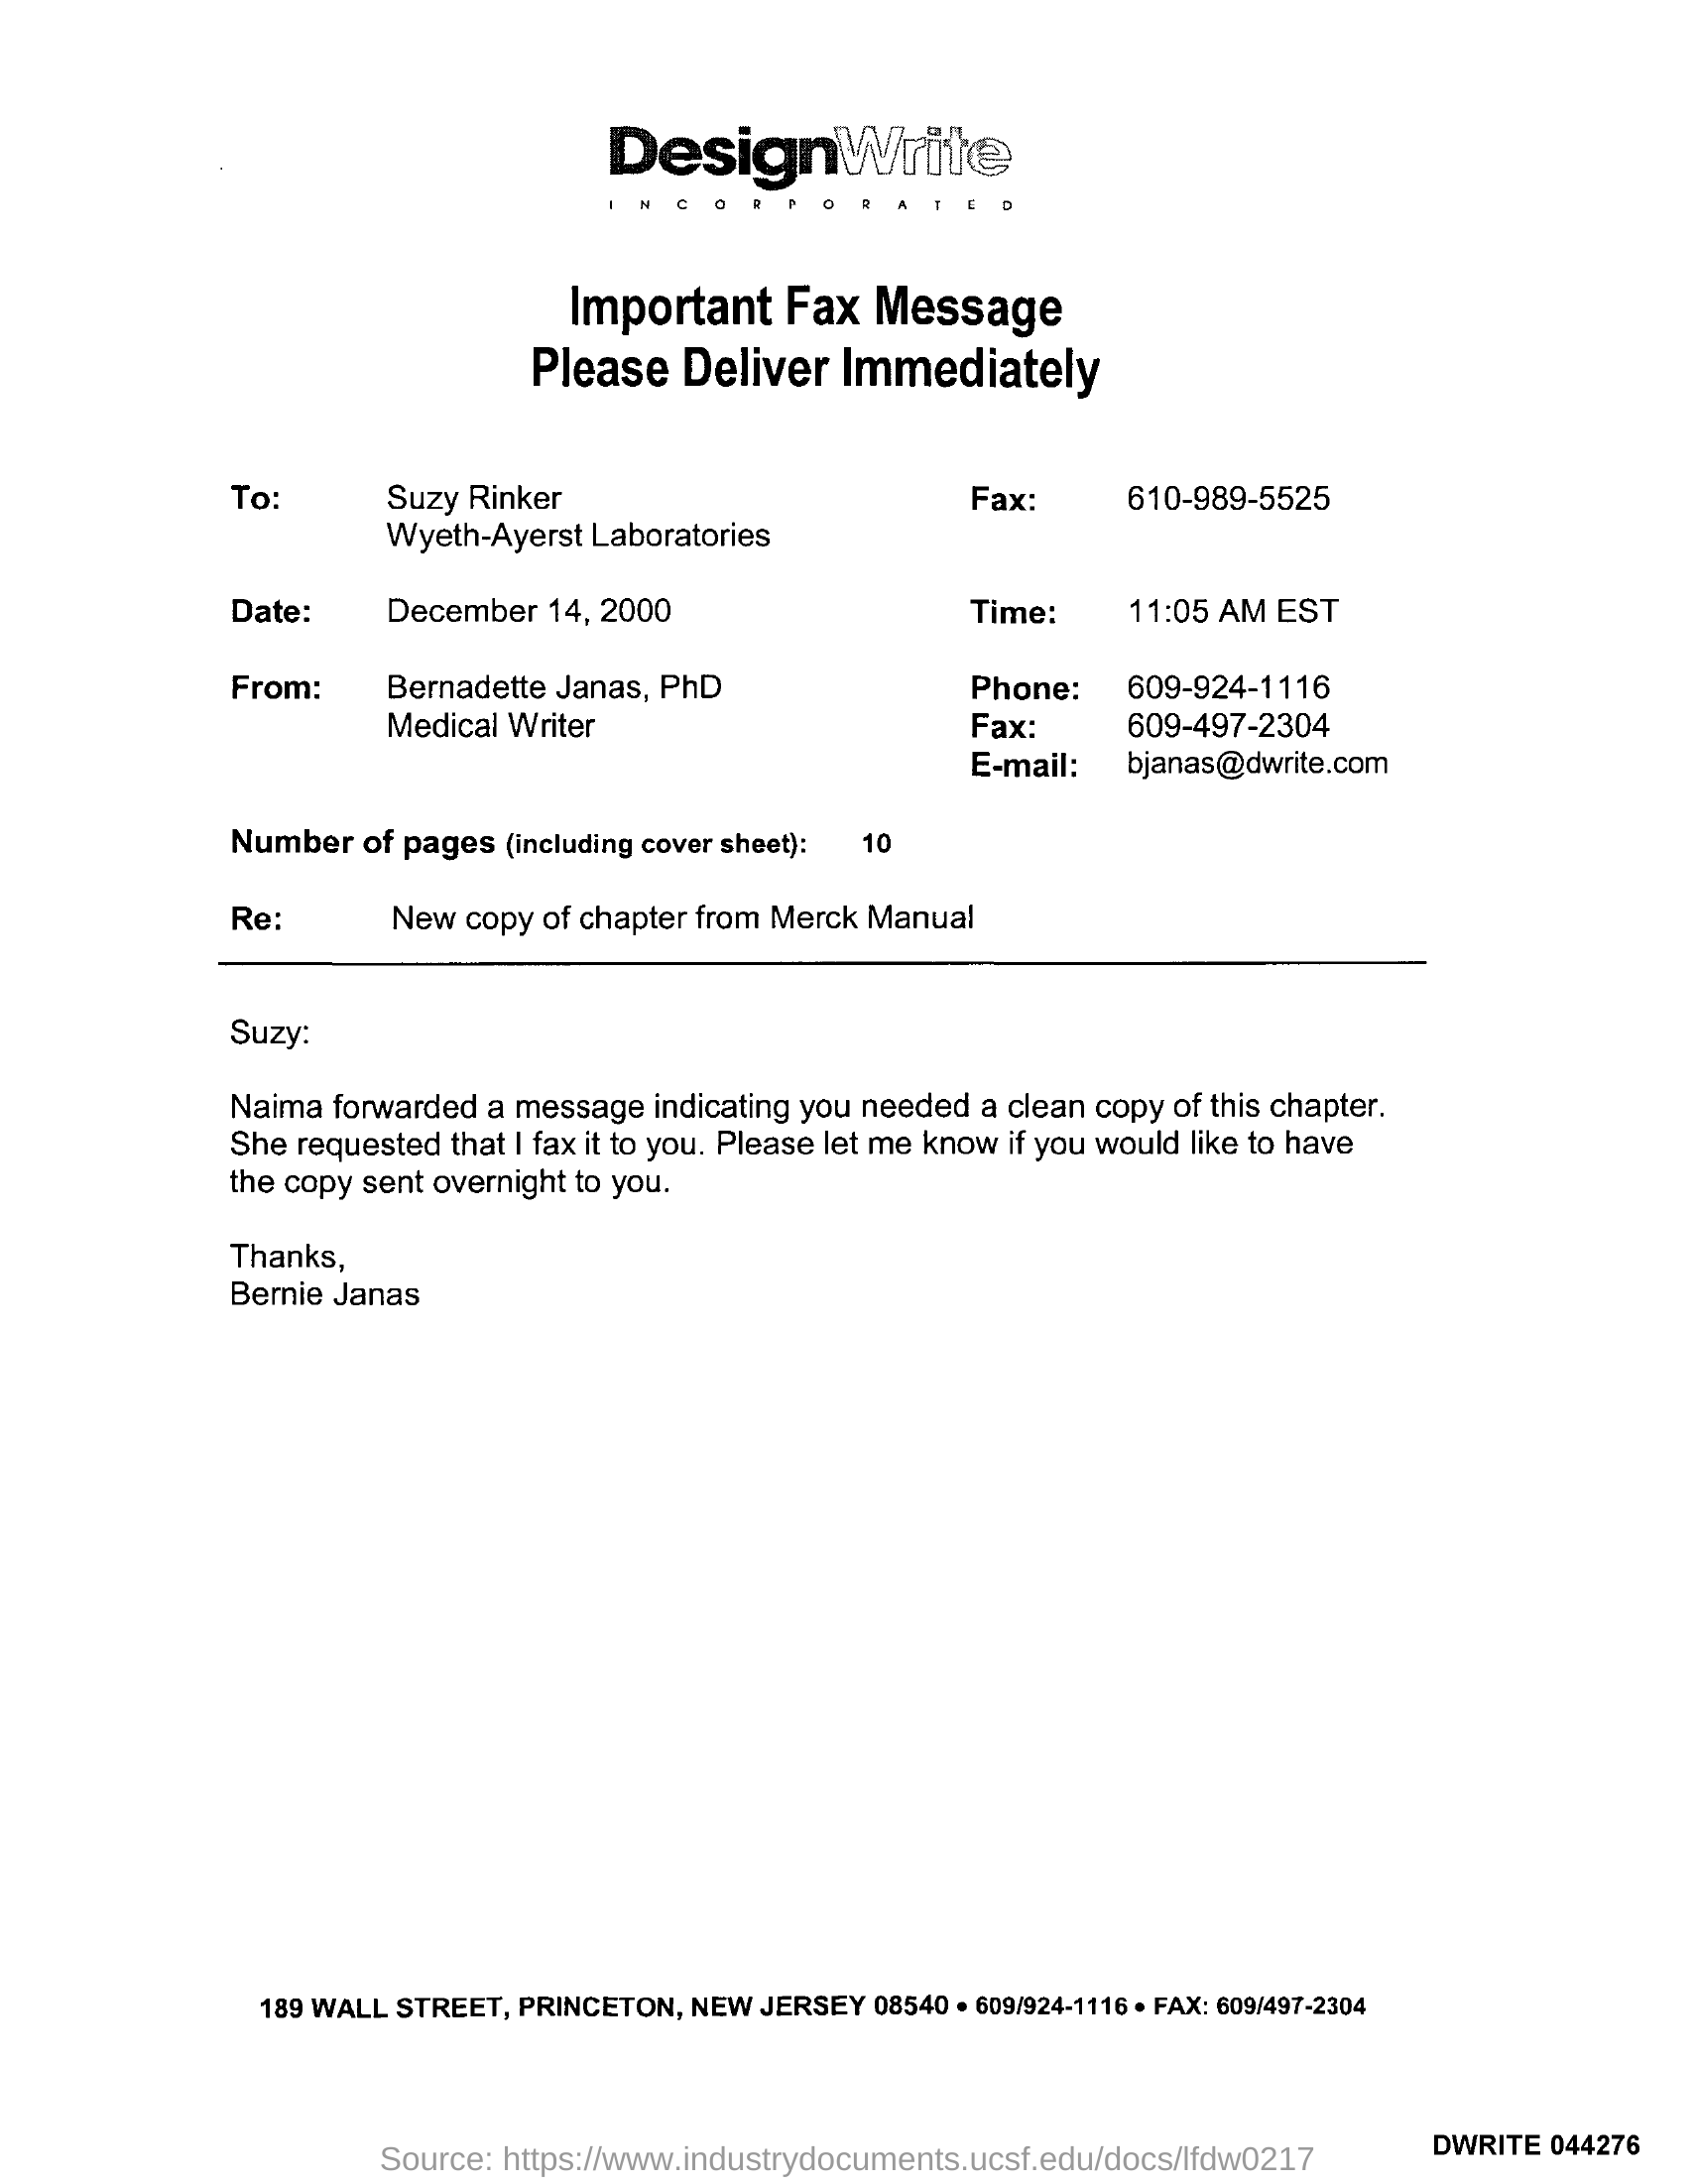 DesignWrite
INCORPORATED
Important Fax Message
Please Deliver Immediately
To: Suzy Rinker Fax: 610-989-5525
Wyeth-Ayerst Laboratories
Date: December 14, 2000 Time: 11:05 AM EST
From: Bernadette Janas, PhD Phone: 609-924-1116
Medical Writer Fax: 609-497-2304
E-mail: bjanas@dwrite.com
Number of pages (including cover sheet): 10
Re: New copy of chapter from Merck Manual
Suzy:
Naima forwarded a message indicating you needed a clean copy of this chapter.
She requested that I fax it to you. Please let me know if you would like to have
the copy sent overnight to you.
Thanks,
Bernie Janas
189 WALL STREET, PRINCETON, NEW JERSEY 08540 • 609/924-1116 • FAX: 609/497-2304
DWRITE 044276
Source: https://www.industrydocuments.ucsf.edu/docs/lfdw0217